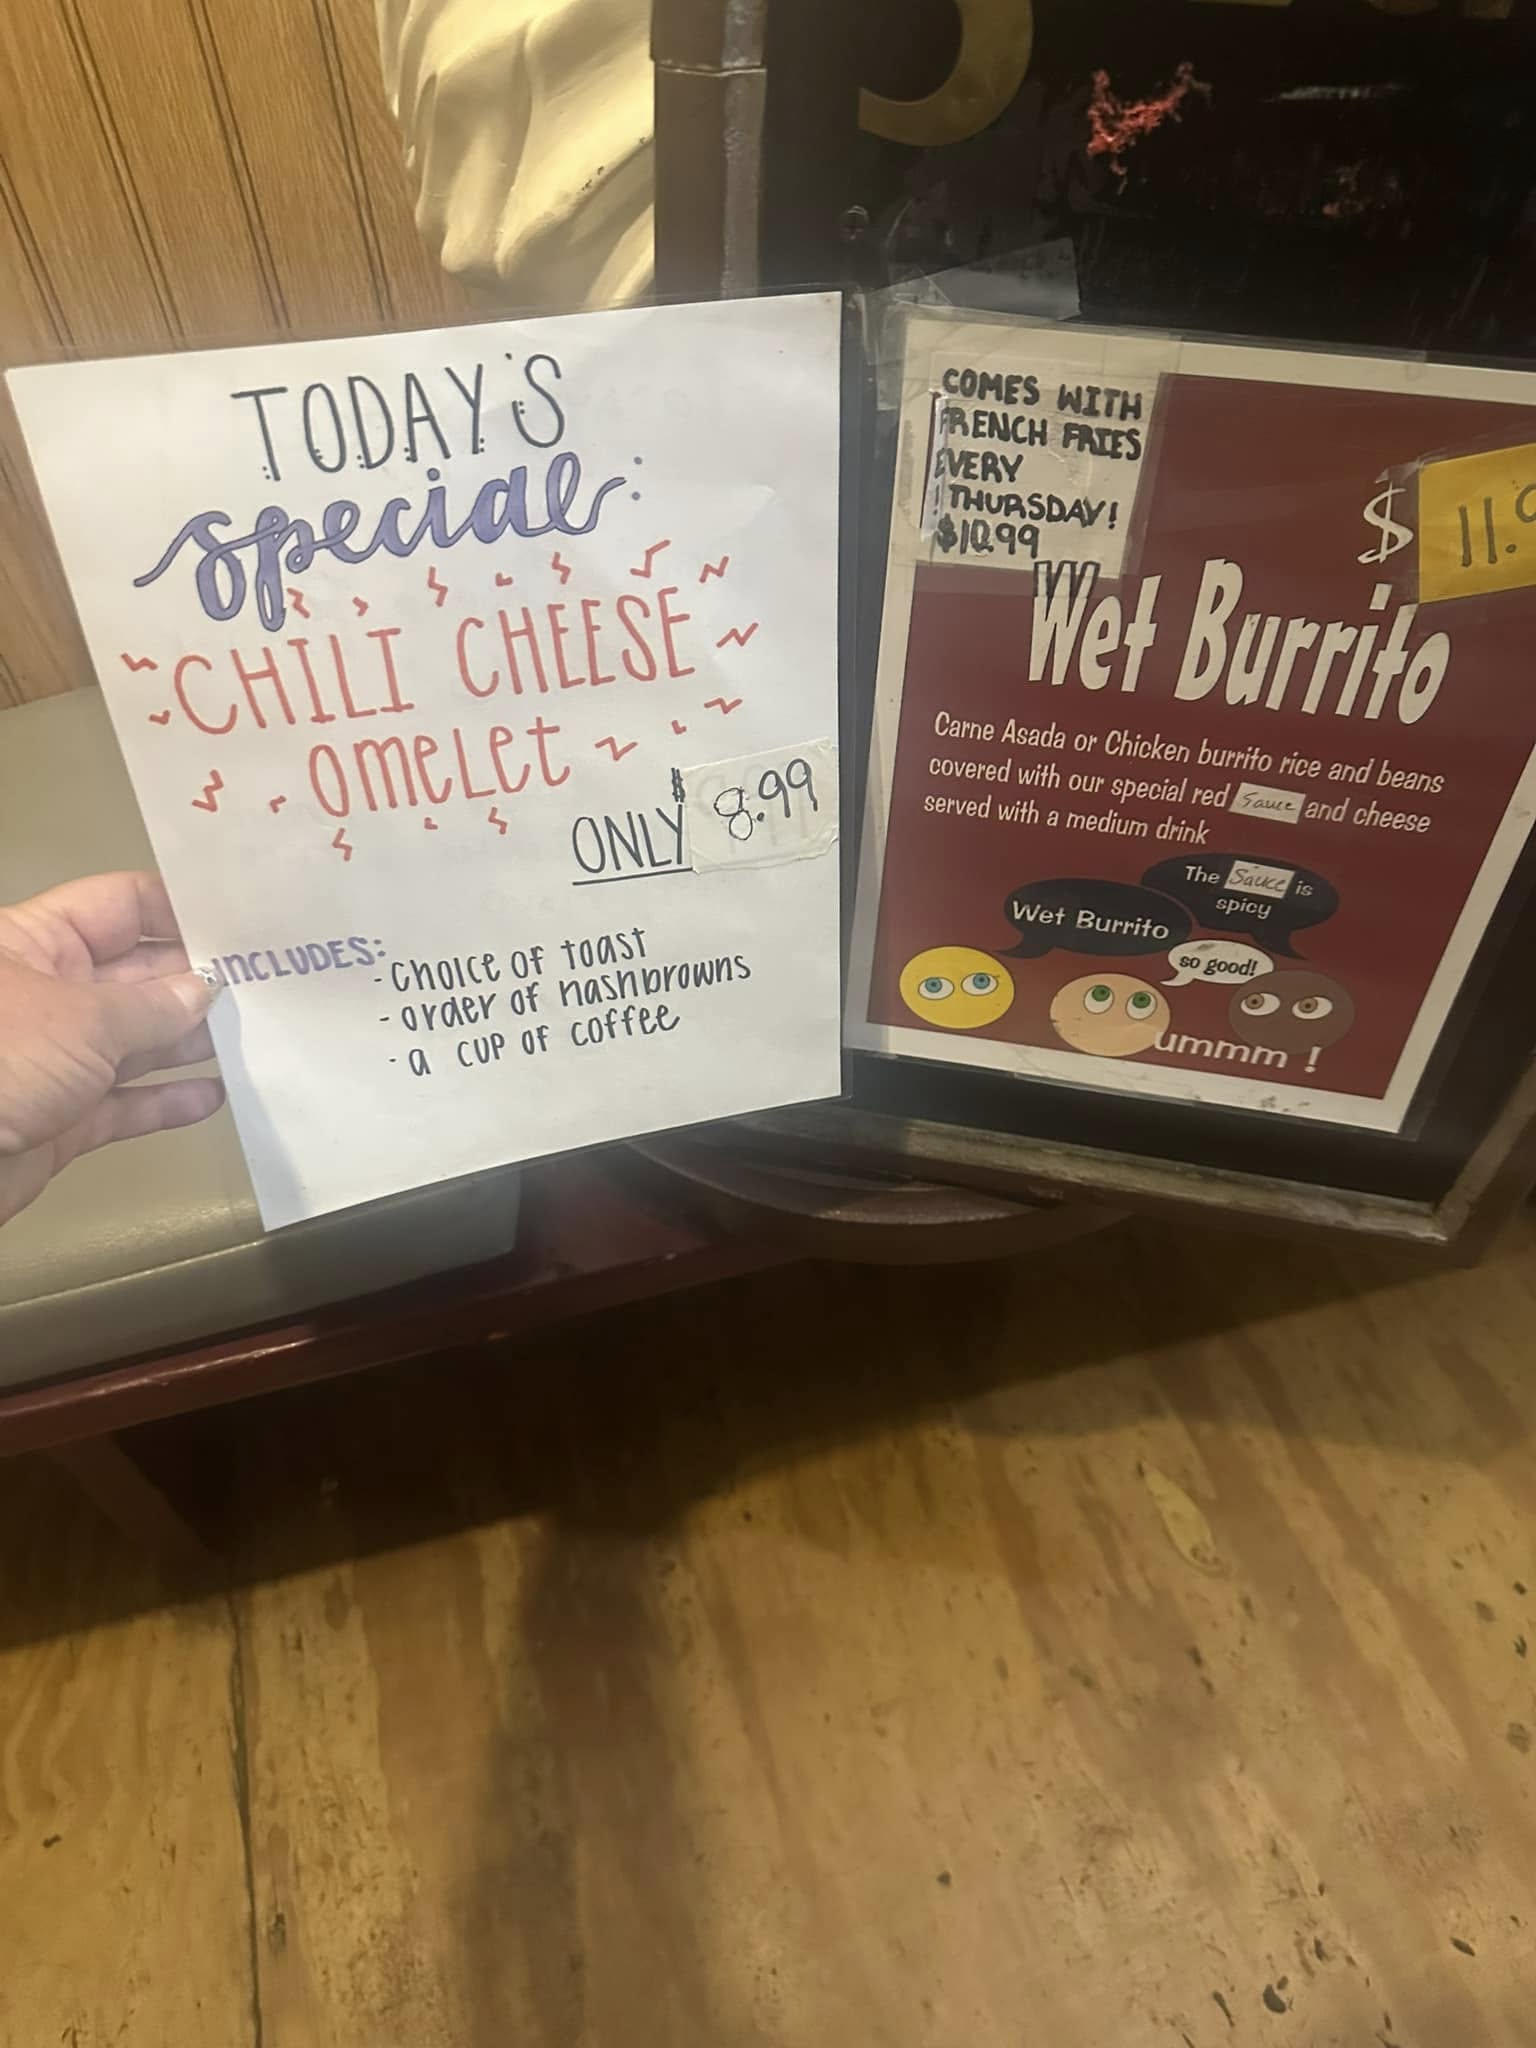 TODAY'S
special:
CHILI CHEESE
omelet
ONLY $8.99
INCLUDES:
- choice of toast
- order of hashbrowns
- a cup of coffee
COMES WITH
FRENCH FRIES
EVERY
THURSDAY!
$10.99
$ 11.9
Wet Burrito
Carne Asada or Chicken burrito rice and beans
covered with our special red Sauce and cheese
served with a medium drink
The Sauce is
spicy
Wet Burrito
so good!
ummm !